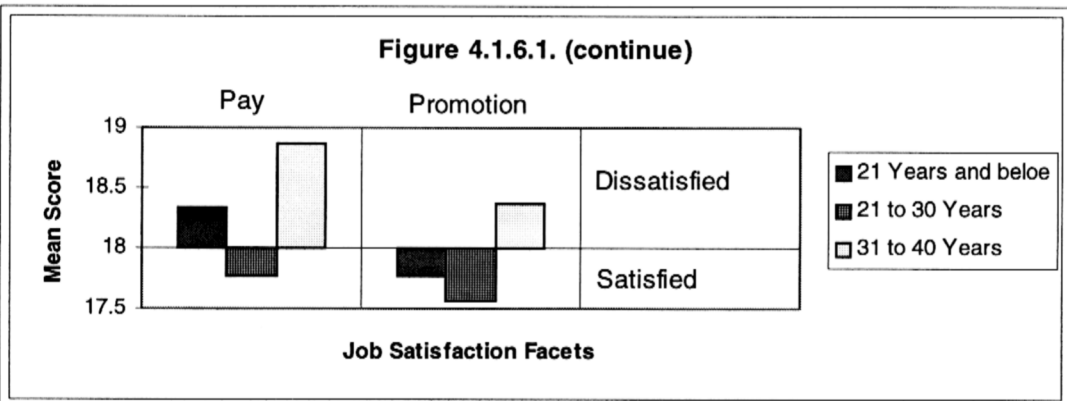 Figure 4.1.6.1. (continue)
Pay
Promotion
19
18.5
18
17.5
Mean Score
Dissatisfied
Satisfied
21 Years and beloe
21 to 30 Years
31 to 40 Years
Job Satisfaction Facets